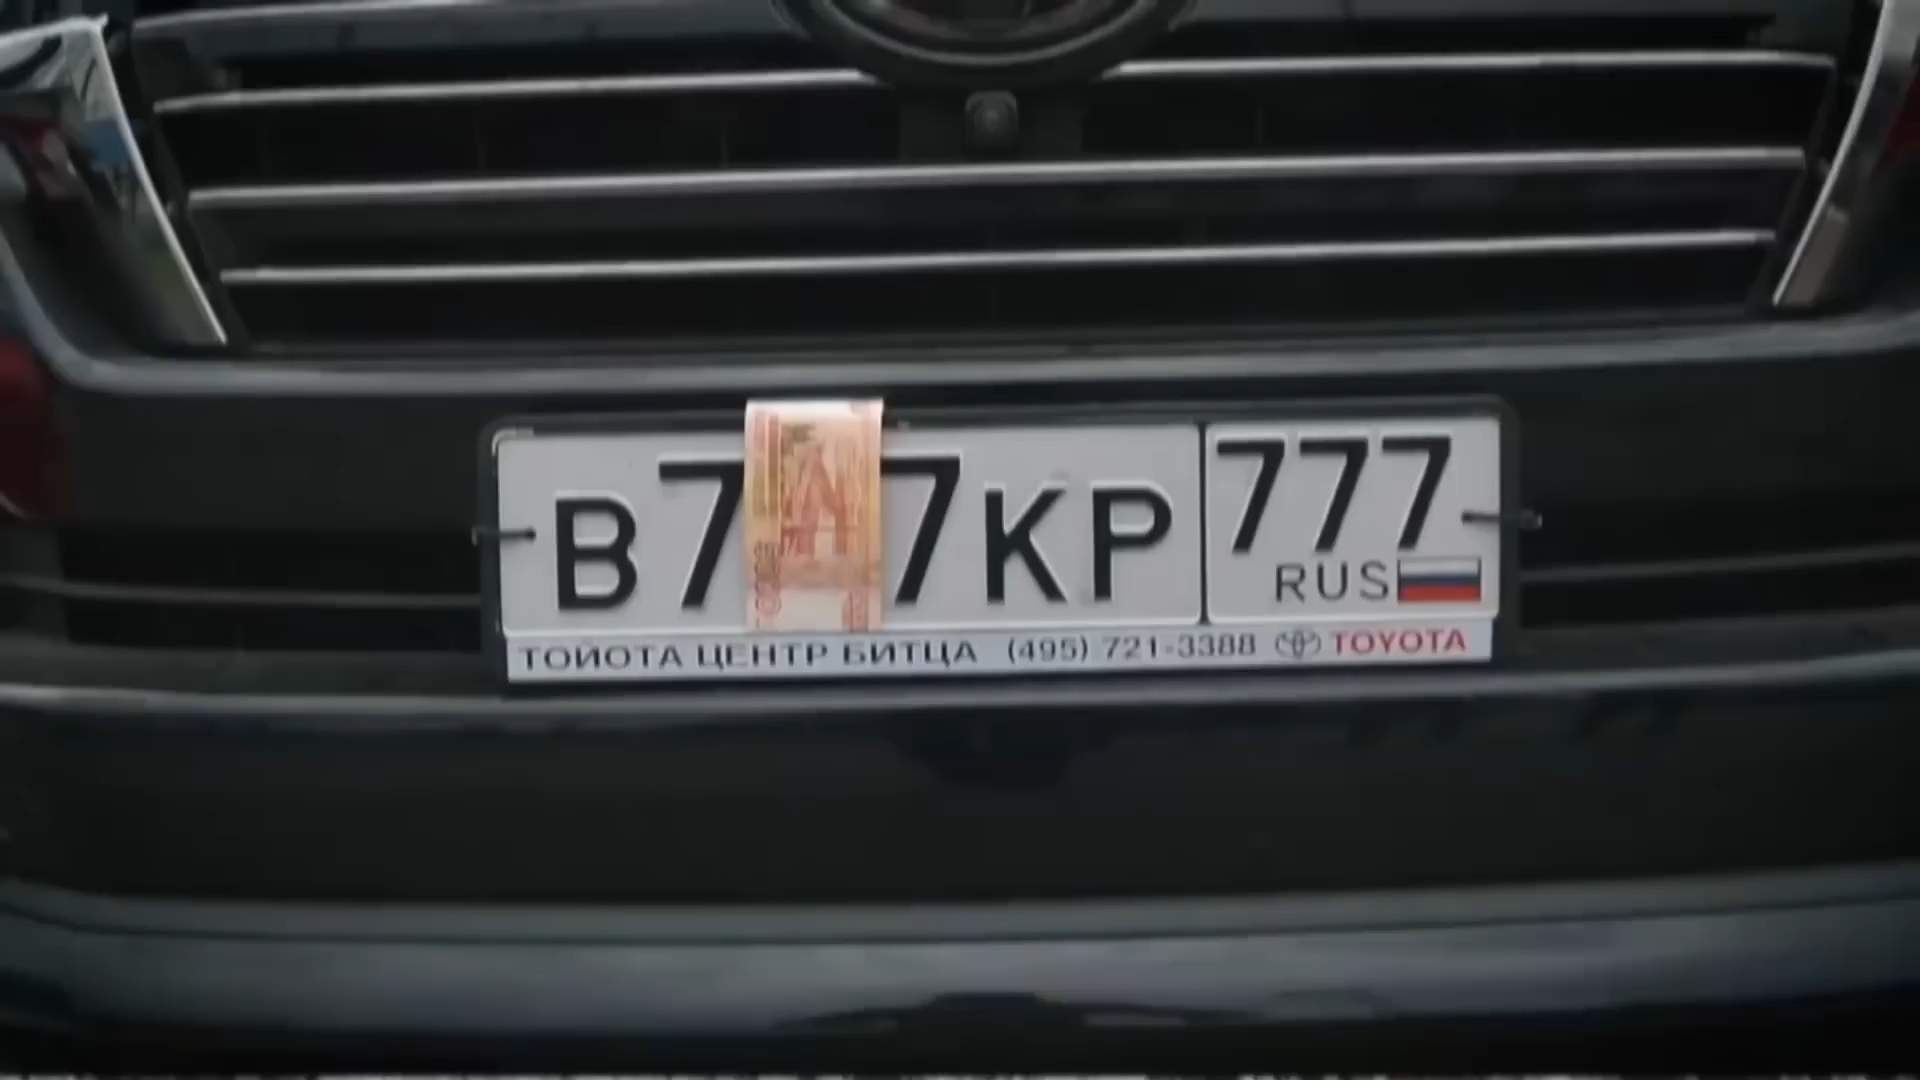 В7 7КР 777
RUS
ТОЙОТА ЦЕНТР БИТЦА (495) 721-3388 TOYOTA